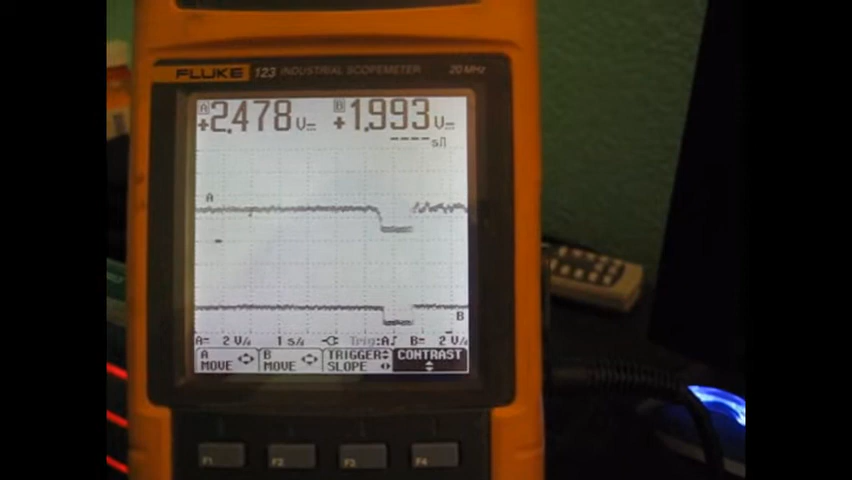 FLUKE 123 INDUSTRIAL SCOPEMETER 20 MHz
A +2.478 V B +1.993 V
---- s
A
B
A= 2 V/d 1 s/d Trig:A B= 2 V/d
A MOVE B MOVE TRIGGER SLOPE CONTRAST
F1 F2 F3 F4